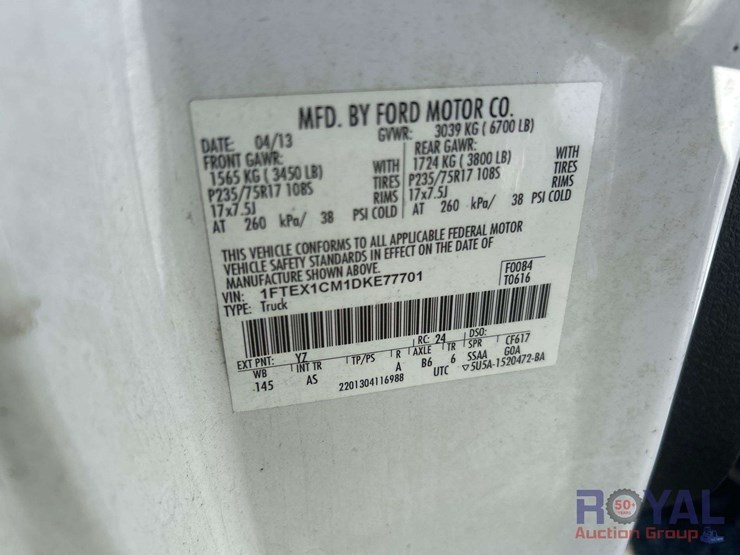 MFD. BY FORD MOTOR CO.
DATE: 04/13 GVWR: 3039 KG ( 6700 LB)
FRONT GAWR: REAR GAWR:
1565 KG ( 3450 LB) WITH 1724 KG ( 3800 LB) WITH
P235/75R17 108S TIRES P235/75R17 108S TIRES
17x7.5J RIMS 17x7.5J RIMS
AT 260 kPa/ 38 PSI COLD AT 260 kPa/ 38 PSI COLD
THIS VEHICLE CONFORMS TO ALL APPLICABLE FEDERAL MOTOR
VEHICLE SAFETY STANDARDS IN EFFECT ON THE DATE OF
MANUFACTURE SHOWN ABOVE.
VIN: 1FTEX1CM1DKE77701 F0084
TYPE: Truck T0616
EXT PNT: YZ RC: 24 DSO:
WB INT TR TP/PS R AXLE TR SPR CF617
145 AS A B6 6 SSAA GOA
2201304116988 UTC ▽5U5A-1520472-BA
ROYAL
50+ YEARS
Auction Group